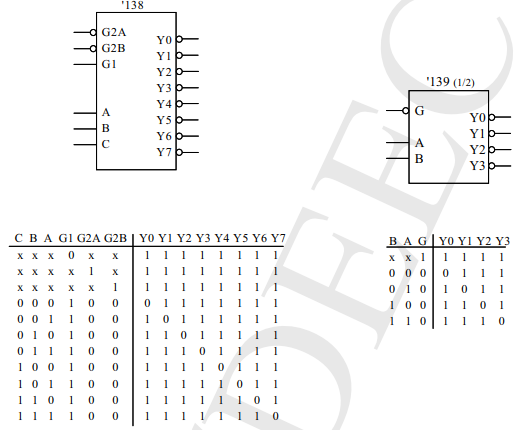 '138
G2A
G2B
G1
A
B
C
Y0
Y1
Y2
Y3
Y4
Y5
Y6
Y7
'139 (1/2)
G
A
B
Y0
Y1
Y2
Y3
C B A G1 G2A G2B Y0 Y1 Y2 Y3 Y4 Y5 Y6 Y7
x x x 0 x x 1 1 1 1 1 1 1 1
x x x x 1 x 1 1 1 1 1 1 1 1
x x x x x 1 1 1 1 1 1 1 1 1
0 0 0 1 0 0 0 1 1 1 1 1 1 1
0 0 1 1 0 0 1 0 1 1 1 1 1 1
0 1 0 1 0 0 1 1 0 1 1 1 1 1
0 1 1 1 0 0 1 1 1 0 1 1 1 1
1 0 0 1 0 0 1 1 1 1 0 1 1 1
1 0 1 1 0 0 1 1 1 1 1 0 1 1
1 1 0 1 0 0 1 1 1 1 1 1 0 1
1 1 1 1 0 0 1 1 1 1 1 1 1 0
B A G Y0 Y1 Y2 Y3
x x 1 1 1 1 1
0 0 0 0 1 1 1
0 1 0 1 0 1 1
1 0 0 1 1 0 1
1 1 0 1 1 1 0
DEEC